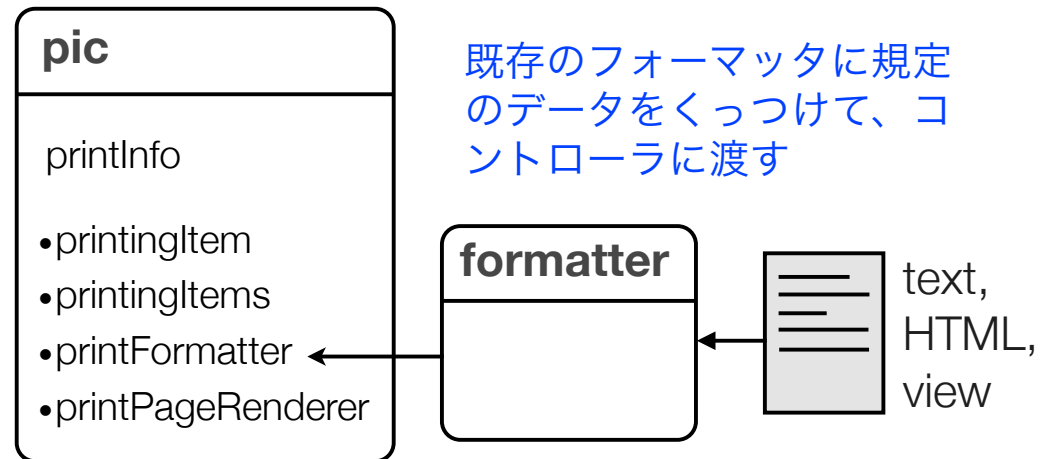 pic
既存のフォーマッタに規定
のデータをくっつけて、コ
ントローラに渡す
printInfo
•printingItem
•printingItems
•printFormatter
•printPageRenderer
formatter
text,
HTML,
view